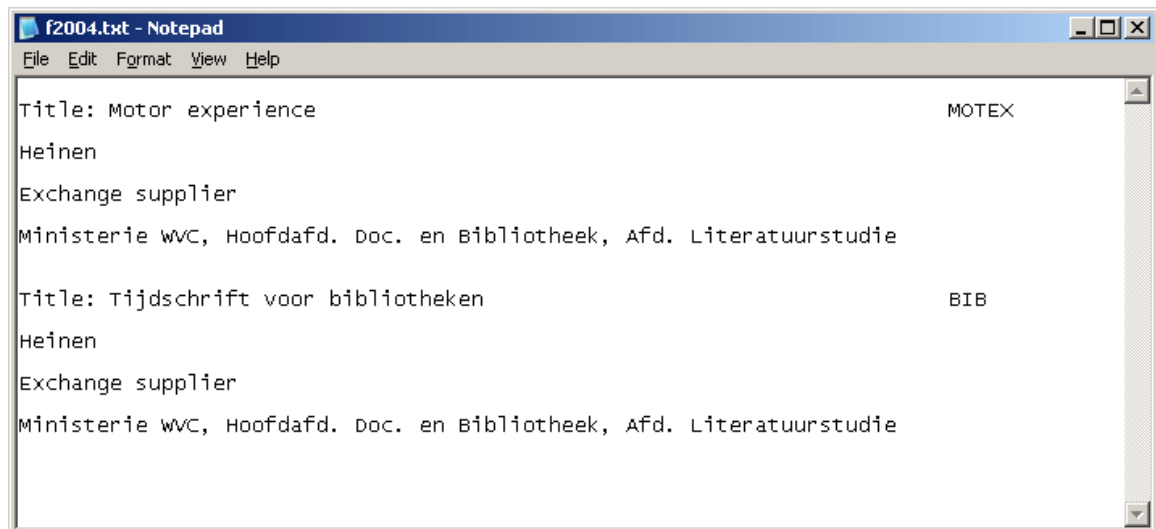 f2004.txt - Notepad
File Edit Format View Help
Title: Motor experience MOTEX
Heinen
Exchange supplier
Ministerie WVC, Hoofdafd. Doc. en Bibliotheek, Afd. Literatuurstudie
Title: Tijdschrift voor bibliotheken BIB
Heinen
Exchange supplier
Ministerie WVC, Hoofdafd. Doc. en Bibliotheek, Afd. Literatuurstudie